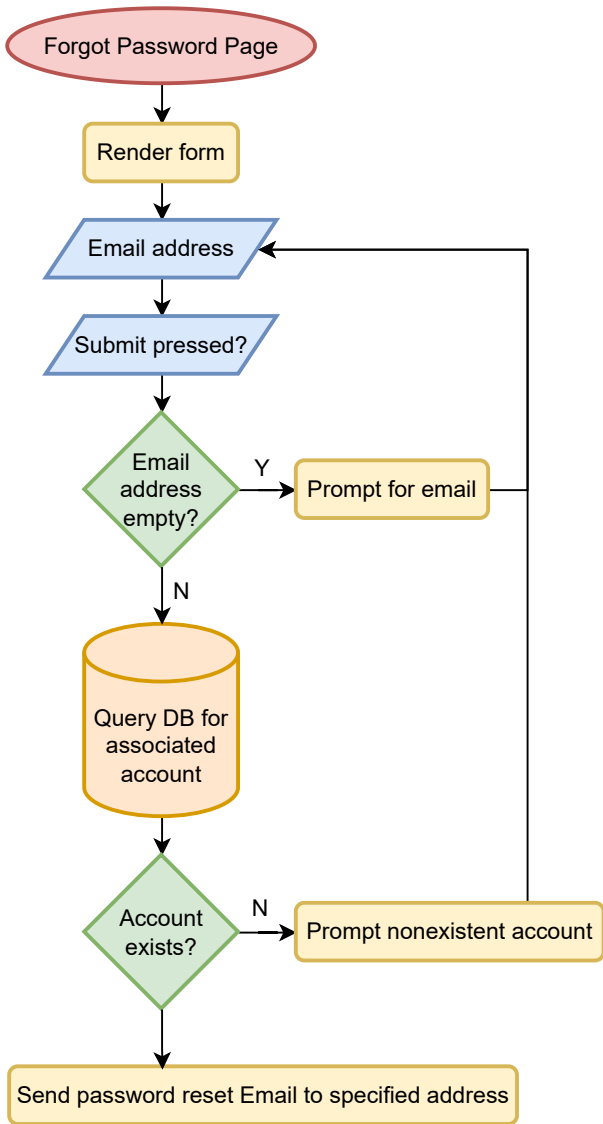 Forgot Password Page
Render form
Email address
Submit pressed?
Email
address
empty?
Y
Prompt for email
N
Query DB for
associated
account
Account
exists?
N
Prompt nonexistent account
Send password reset Email to specified address